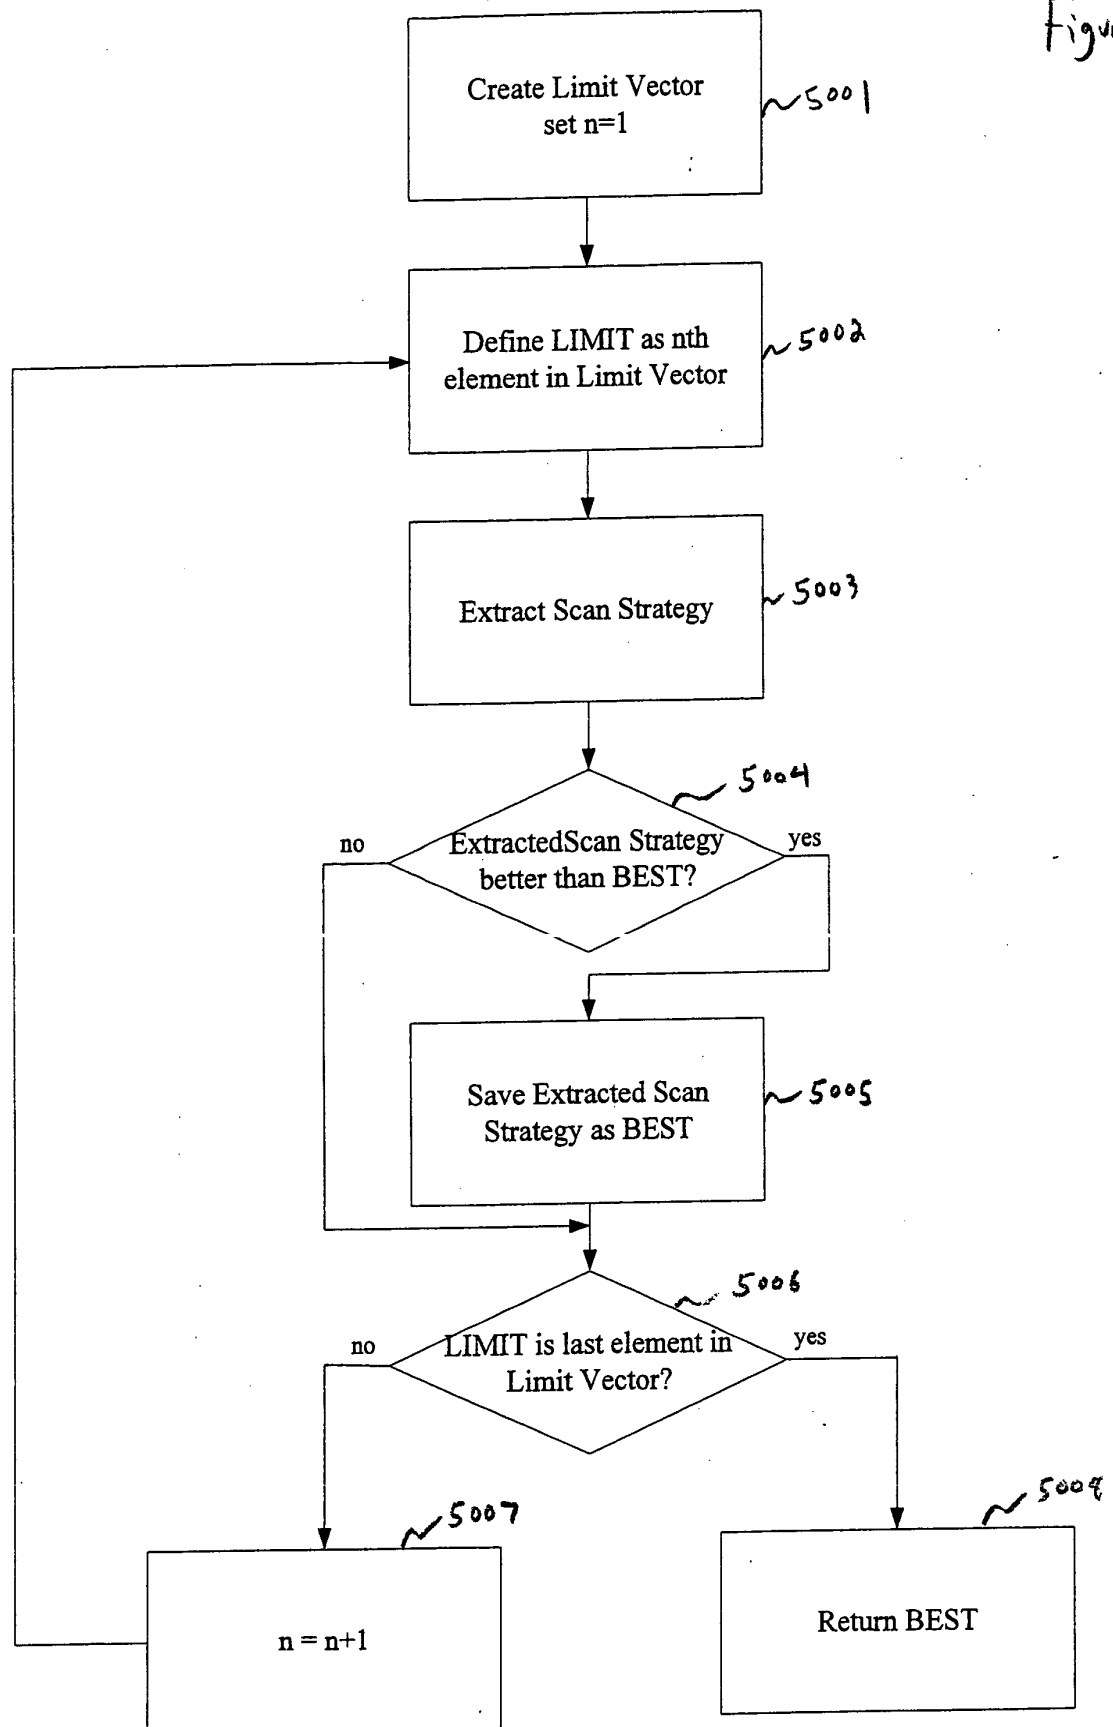 Create Limit Vector
set n=1
5001
Define LIMIT as nth
element in Limit Vector
5002
Extract Scan Strategy
5003
5004
no
ExtractedScan Strategy
better than BEST?
yes
Save Extracted Scan
Strategy as BEST
5005
5006
no
LIMIT is last element in
Limit Vector?
yes
5007
n = n+1
Return BEST